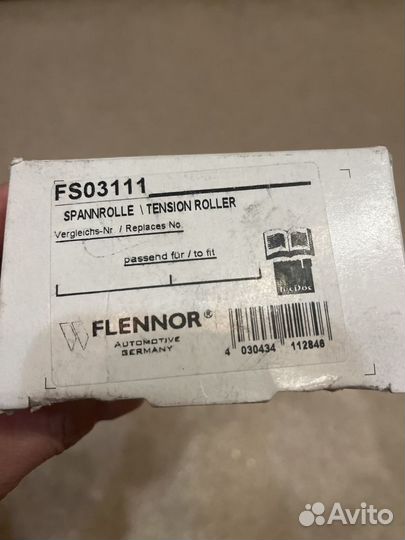 FS03111
SPANNROLLE \ TENSION ROLLER
Vergleichs-Nr. / Replaces No.
passend für / to fit
TecDoc
FLENNOR®
AUTOMOTIVE
GERMANY
4 030434 112846
Avito